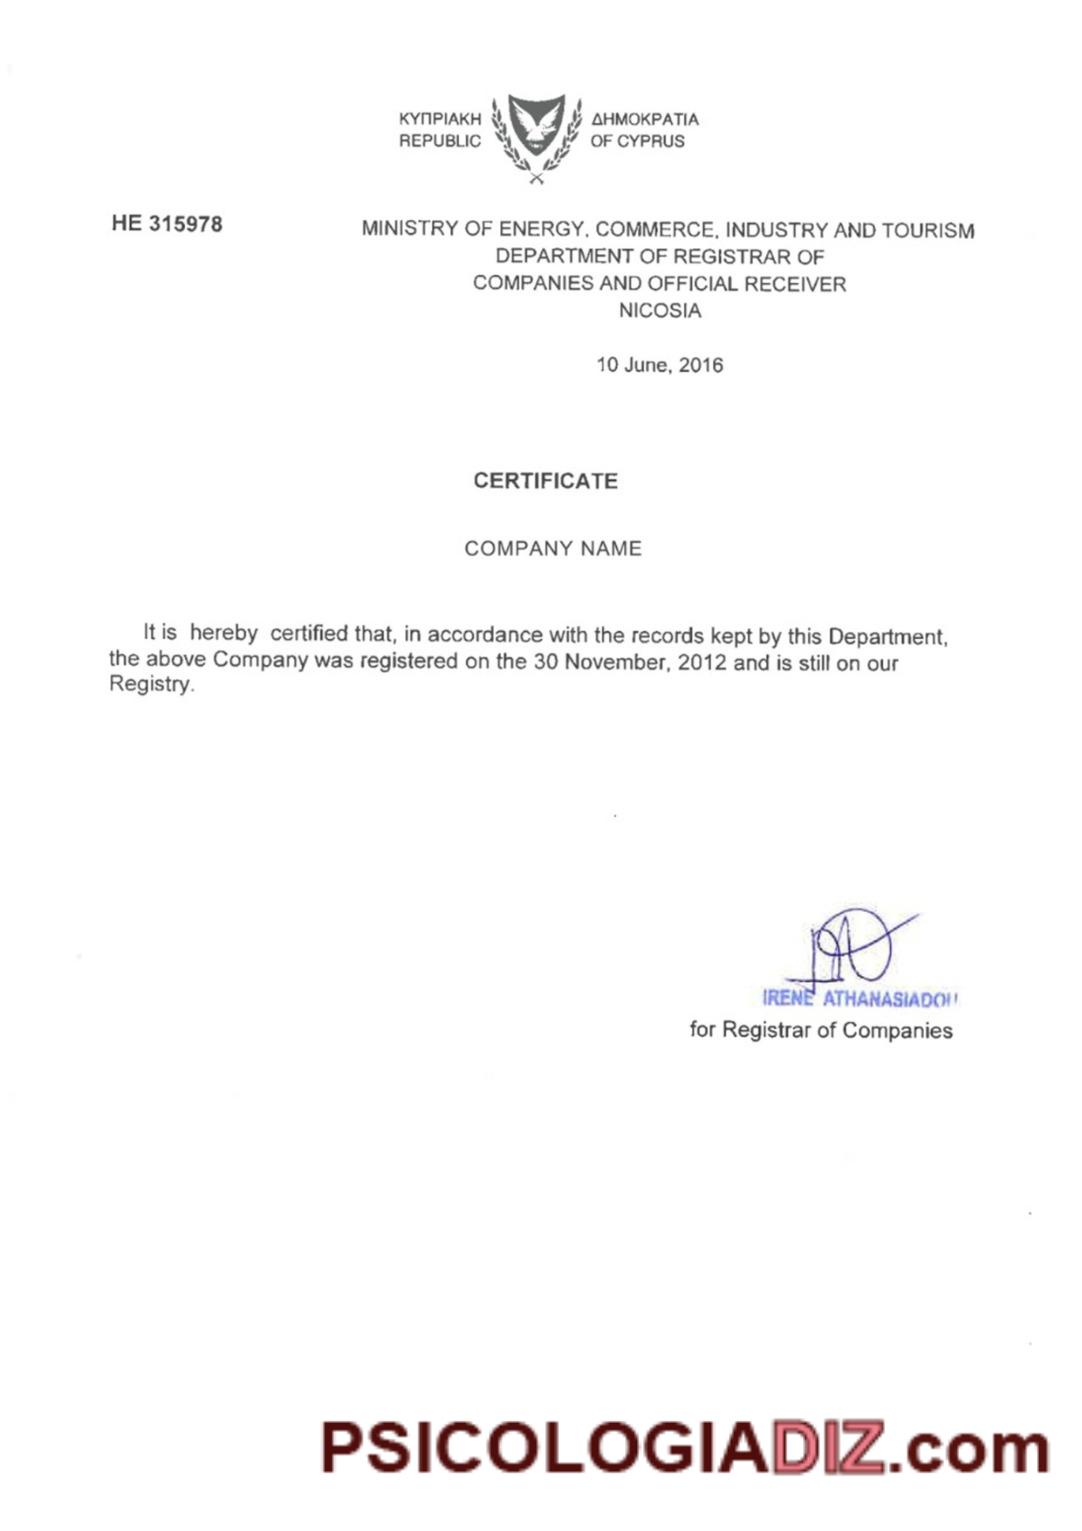 ΚΥΠΡΙΑΚΗ ΔΗΜΟΚΡΑΤΙΑ
REPUBLIC OF CYPRUS
HE 315978
MINISTRY OF ENERGY, COMMERCE, INDUSTRY AND TOURISM
DEPARTMENT OF REGISTRAR OF
COMPANIES AND OFFICIAL RECEIVER
NICOSIA
10 June, 2016
CERTIFICATE
COMPANY NAME
It is hereby certified that, in accordance with the records kept by this Department,
the above Company was registered on the 30 November, 2012 and is still on our
Registry.
IRENE ATHANASIADOU
for Registrar of Companies
PSICOLOGIADIZ.com